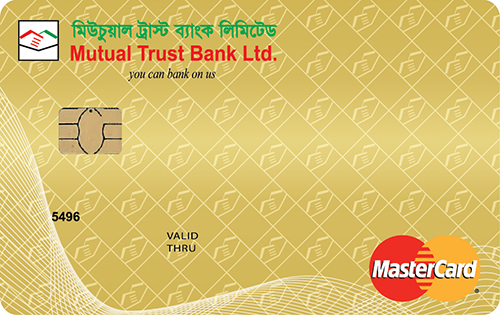 মিউচুয়াল ট্রাস্ট ব্যাংক লিমিটেড
Mutual Trust Bank Ltd.
you can bank on us
5496
VALID
THRU
MasterCard